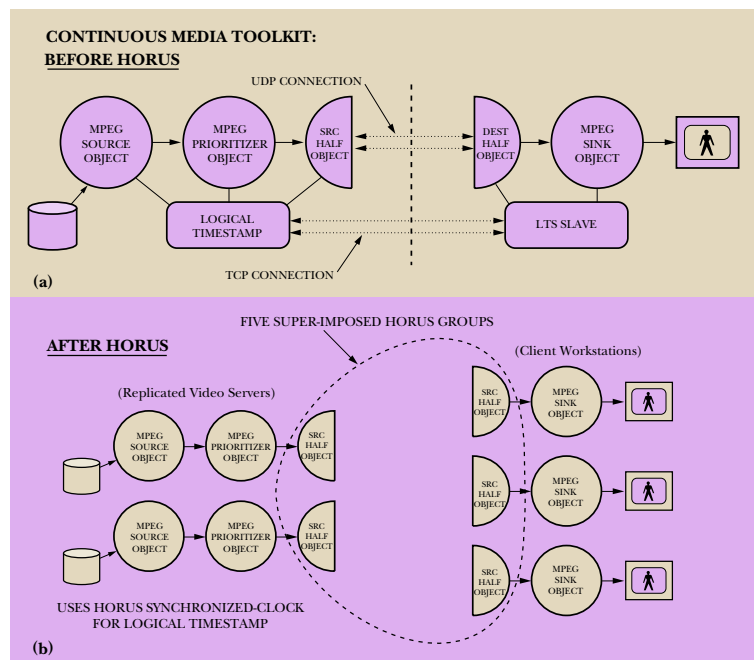 CONTINUOUS MEDIA TOOLKIT:
BEFORE HORUS
UDP CONNECTION
MPEG
SOURCE
OBJECT
MPEG
PRIORITIZER
OBJECT
SRC
HALF
OBJECT
DEST
HALF
OBJECT
MPEG
SINK
OBJECT
LOGICAL
TIMESTAMP
LTS SLAVE
TCP CONNECTION
(a)
FIVE SUPER-IMPOSED HORUS GROUPS
AFTER HORUS
(Client Workstations)
(Replicated Video Servers)
SRC
HALF
OBJECT
MPEG
SINK
OBJECT
MPEG
SOURCE
OBJECT
MPEG
PRIORITIZER
OBJECT
SRC
HALF
OBJECT
SRC
HALF
OBJECT
MPEG
SINK
OBJECT
MPEG
SOURCE
OBJECT
MPEG
PRIORITIZER
OBJECT
SRC
HALF
OBJECT
SRC
HALF
OBJECT
MPEG
SINK
OBJECT
USES HORUS SYNCHRONIZED-CLOCK
FOR LOGICAL TIMESTAMP
(b)